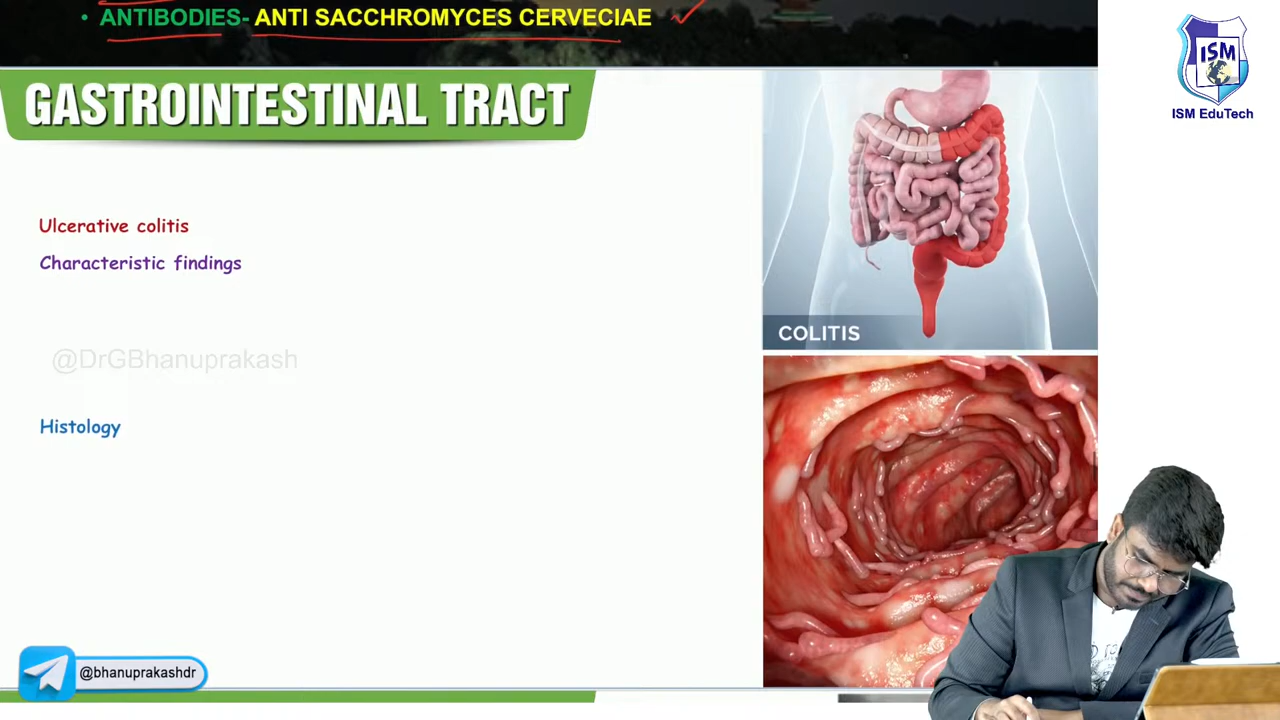 • ANTIBODIES- ANTI SACCHROMYCES CERVECIAE
ISM
ISM EduTech
GASTROINTESTINAL TRACT
Ulcerative colitis
Characteristic findings
COLITIS
@DrGBhanuprakash
Histology
@bhanuprakashdr